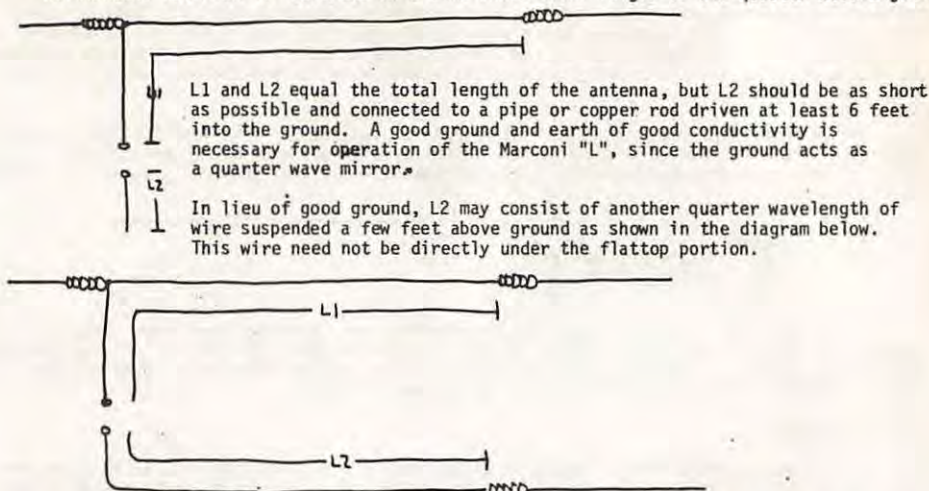 L1
L1 and L2 equal the total length of the antenna, but L2 should be as short
as possible and connected to a pipe or copper rod driven at least 6 feet
into the ground. A good ground and earth of good conductivity is
necessary for operation of the Marconi "L", since the ground acts as
a quarter wave mirror.
L2
In lieu of good ground, L2 may consist of another quarter wavelength of
wire suspended a few feet above ground as shown in the diagram below.
This wire need not be directly under the flattop portion.
L1
L2